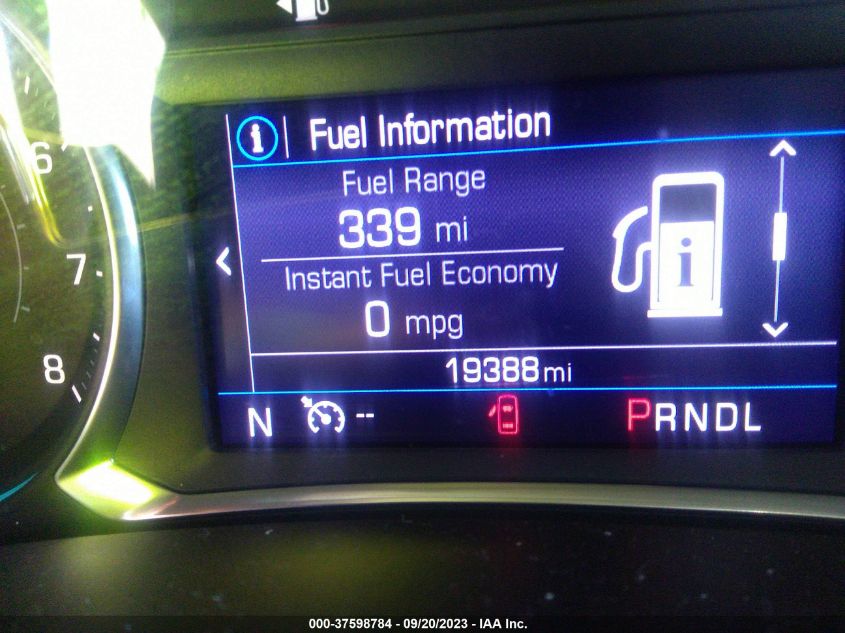 6
7
8
i Fuel Information
Fuel Range
339 mi
Instant Fuel Economy
0 mpg
i
19388 mi
N -- PRNDL
000-37598784 - 09/20/2023 - IAA Inc.